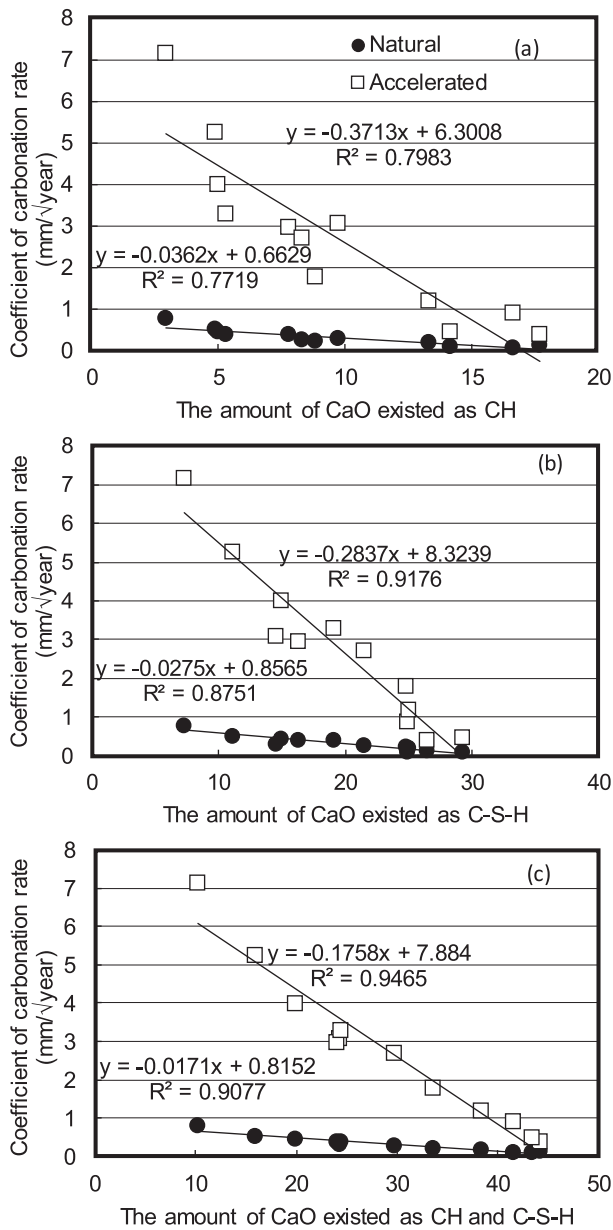 8
7
6
5
4
3
2
1
0
Coefficient of carbonation rate
(mm/√year)
Natural
(a)
Accelerated
y = -0.3713x + 6.3008
R² = 0.7983
y = -0.0362x + 0.6629
R² = 0.7719
0 5 10 15 20
The amount of CaO existed as CH
8
7
6
5
4
3
2
1
0
Coefficient of carbonation rate
(mm/√year)
(b)
y = -0.2837x + 8.3239
R² = 0.9176
y = -0.0275x + 0.8565
R² = 0.8751
0 10 20 30 40
The amount of CaO existed as C-S-H
8
7
6
5
4
3
2
1
0
Coefficient of carbonation rate
(mm/√year)
(c)
y = -0.1758x + 7.884
R² = 0.9465
y = -0.0171x + 0.8152
R² = 0.9077
0 10 20 30 40 50
The amount of CaO existed as CH and C-S-H